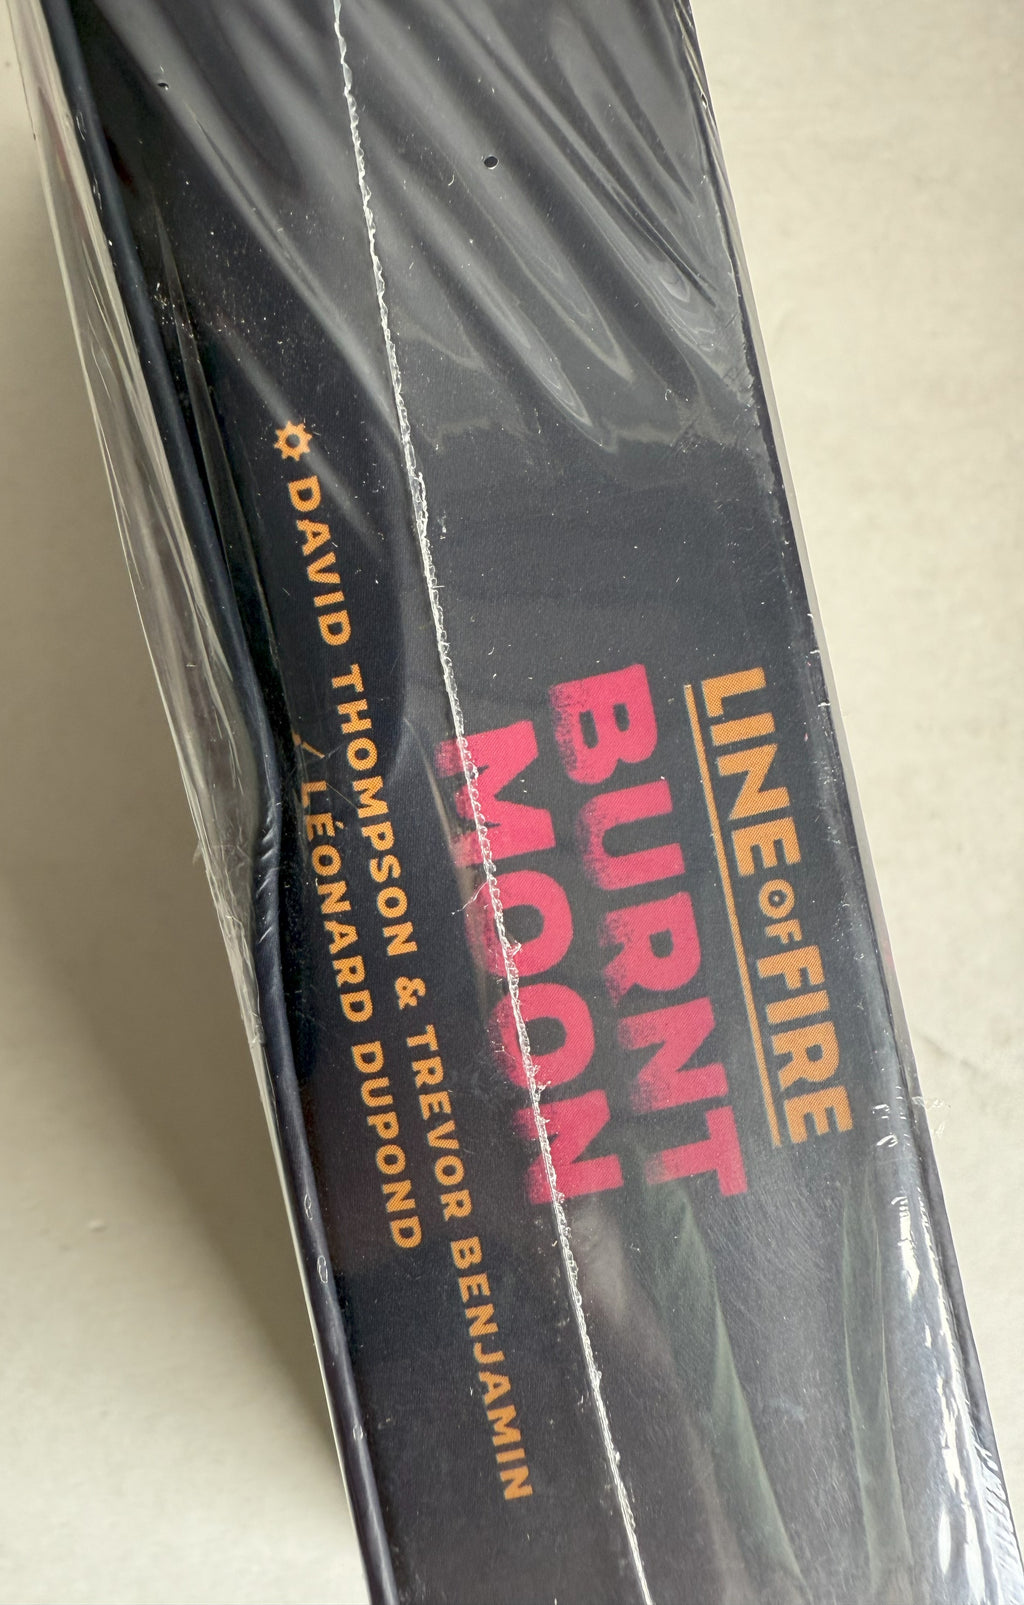 LINE OF FIRE
BURNT
MOON
DAVID THOMPSON & TREVOR BENJAMIN
LÉONARD DUPOND